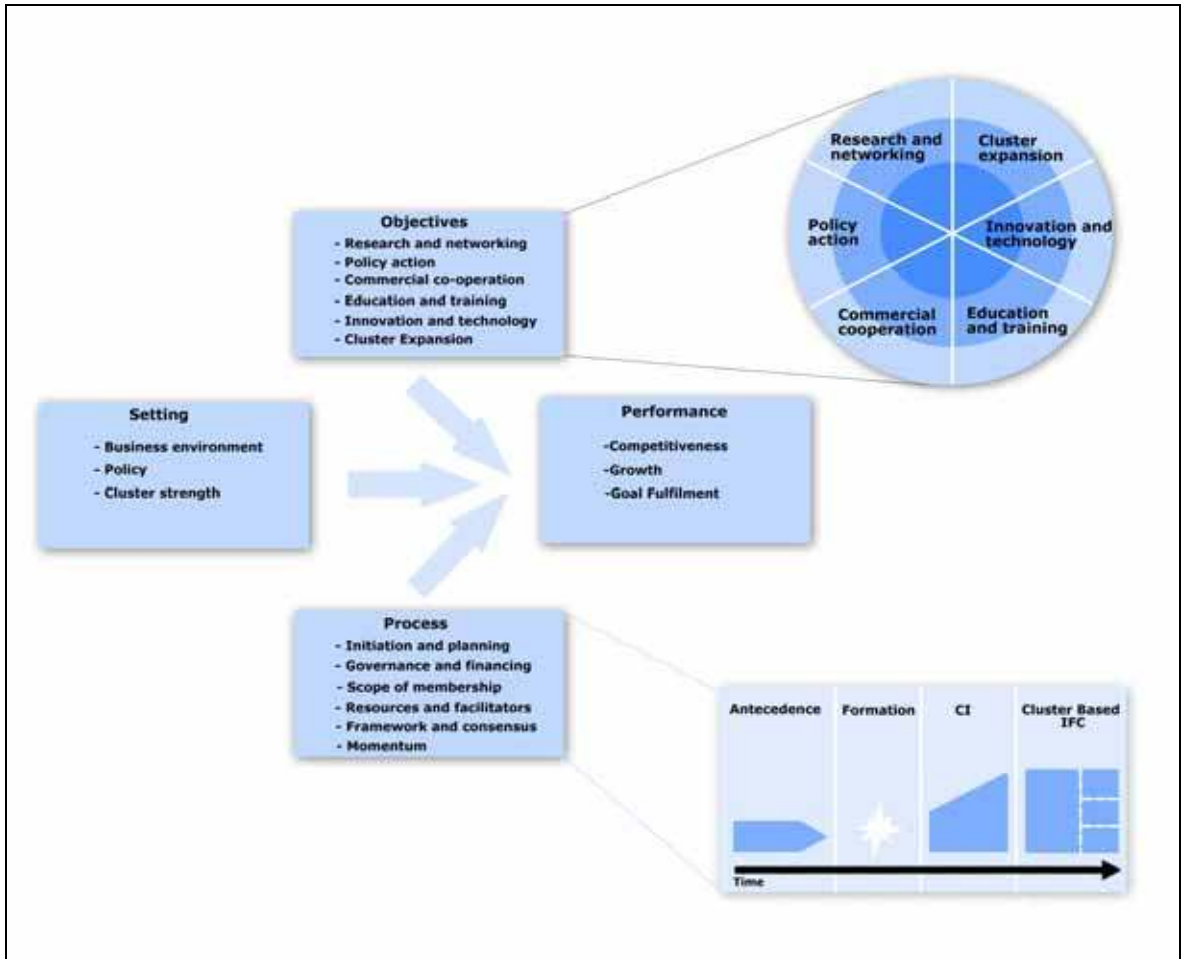 Research and
networking
Cluster
expansion
Policy
action
Innovation and
technology
Commercial
cooperation
Education
and training
Objectives
- Research and networking
- Policy action
- Commercial co-operation
- Education and training
- Innovation and technology
- Cluster Expansion
Setting
- Business environment
- Policy
- Cluster strength
Performance
-Competitiveness
-Growth
-Goal Fulfilment
Process
- Initiation and planning
- Governance and financing
- Scope of membership
- Resources and facilitators
- Framework and consensus
- Momentum
Antecedence
Formation
CI
Cluster Based
IFC
Time